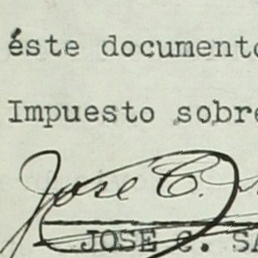 éste documento
Impuesto sobre
Jose C.
JOSE C. SA